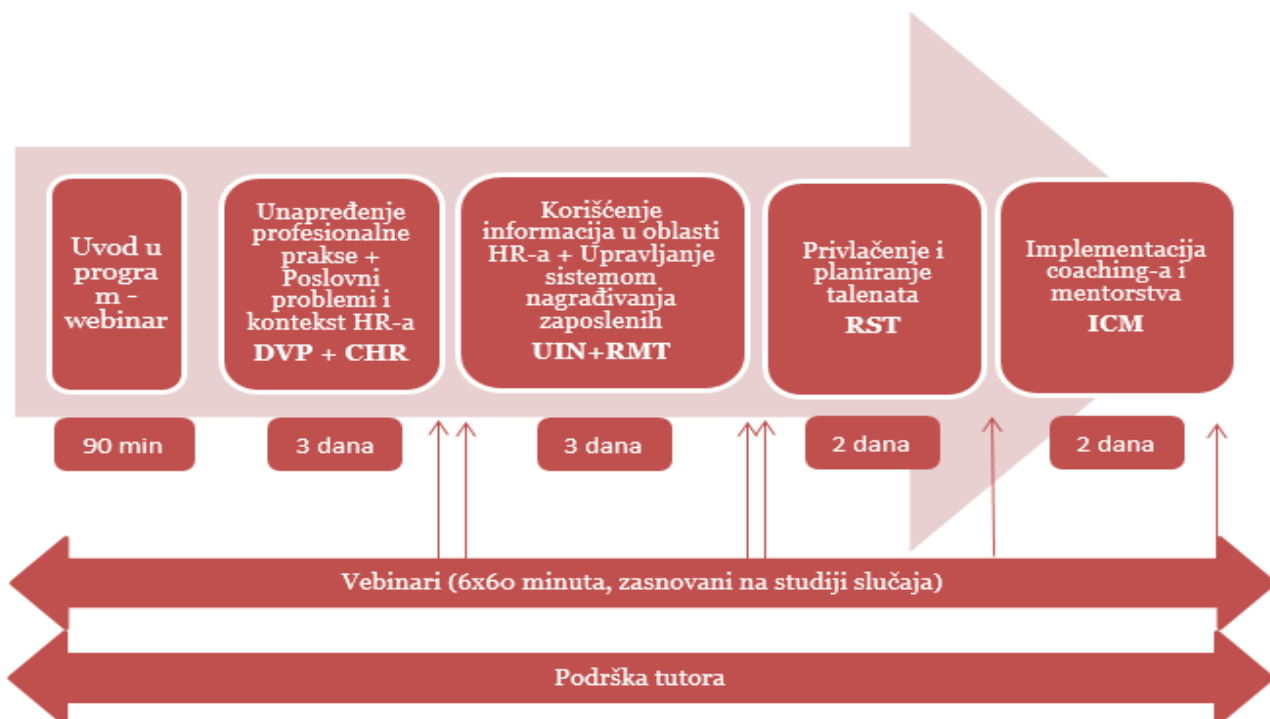 Uvod u
progra
m -
webinar
Unapređenje
profesionalne
prakse +
Poslovni
problemi i
kontekst HR-a
DVP + CHR
Korišćenje
informacija u oblasti
HR-a + Upravljanje
sistemom
nagrađivanja
zaposlenih
UIN+RMT
Privlačenje i
planiranje
talenata
RST
Implementacija
coaching-a i
mentorstva
ICM
90 min
3 dana
3 dana
2 dana
2 dana
Vebinari (6x60 minuta, zasnovani na studiji slučaja)
Podrška tutora